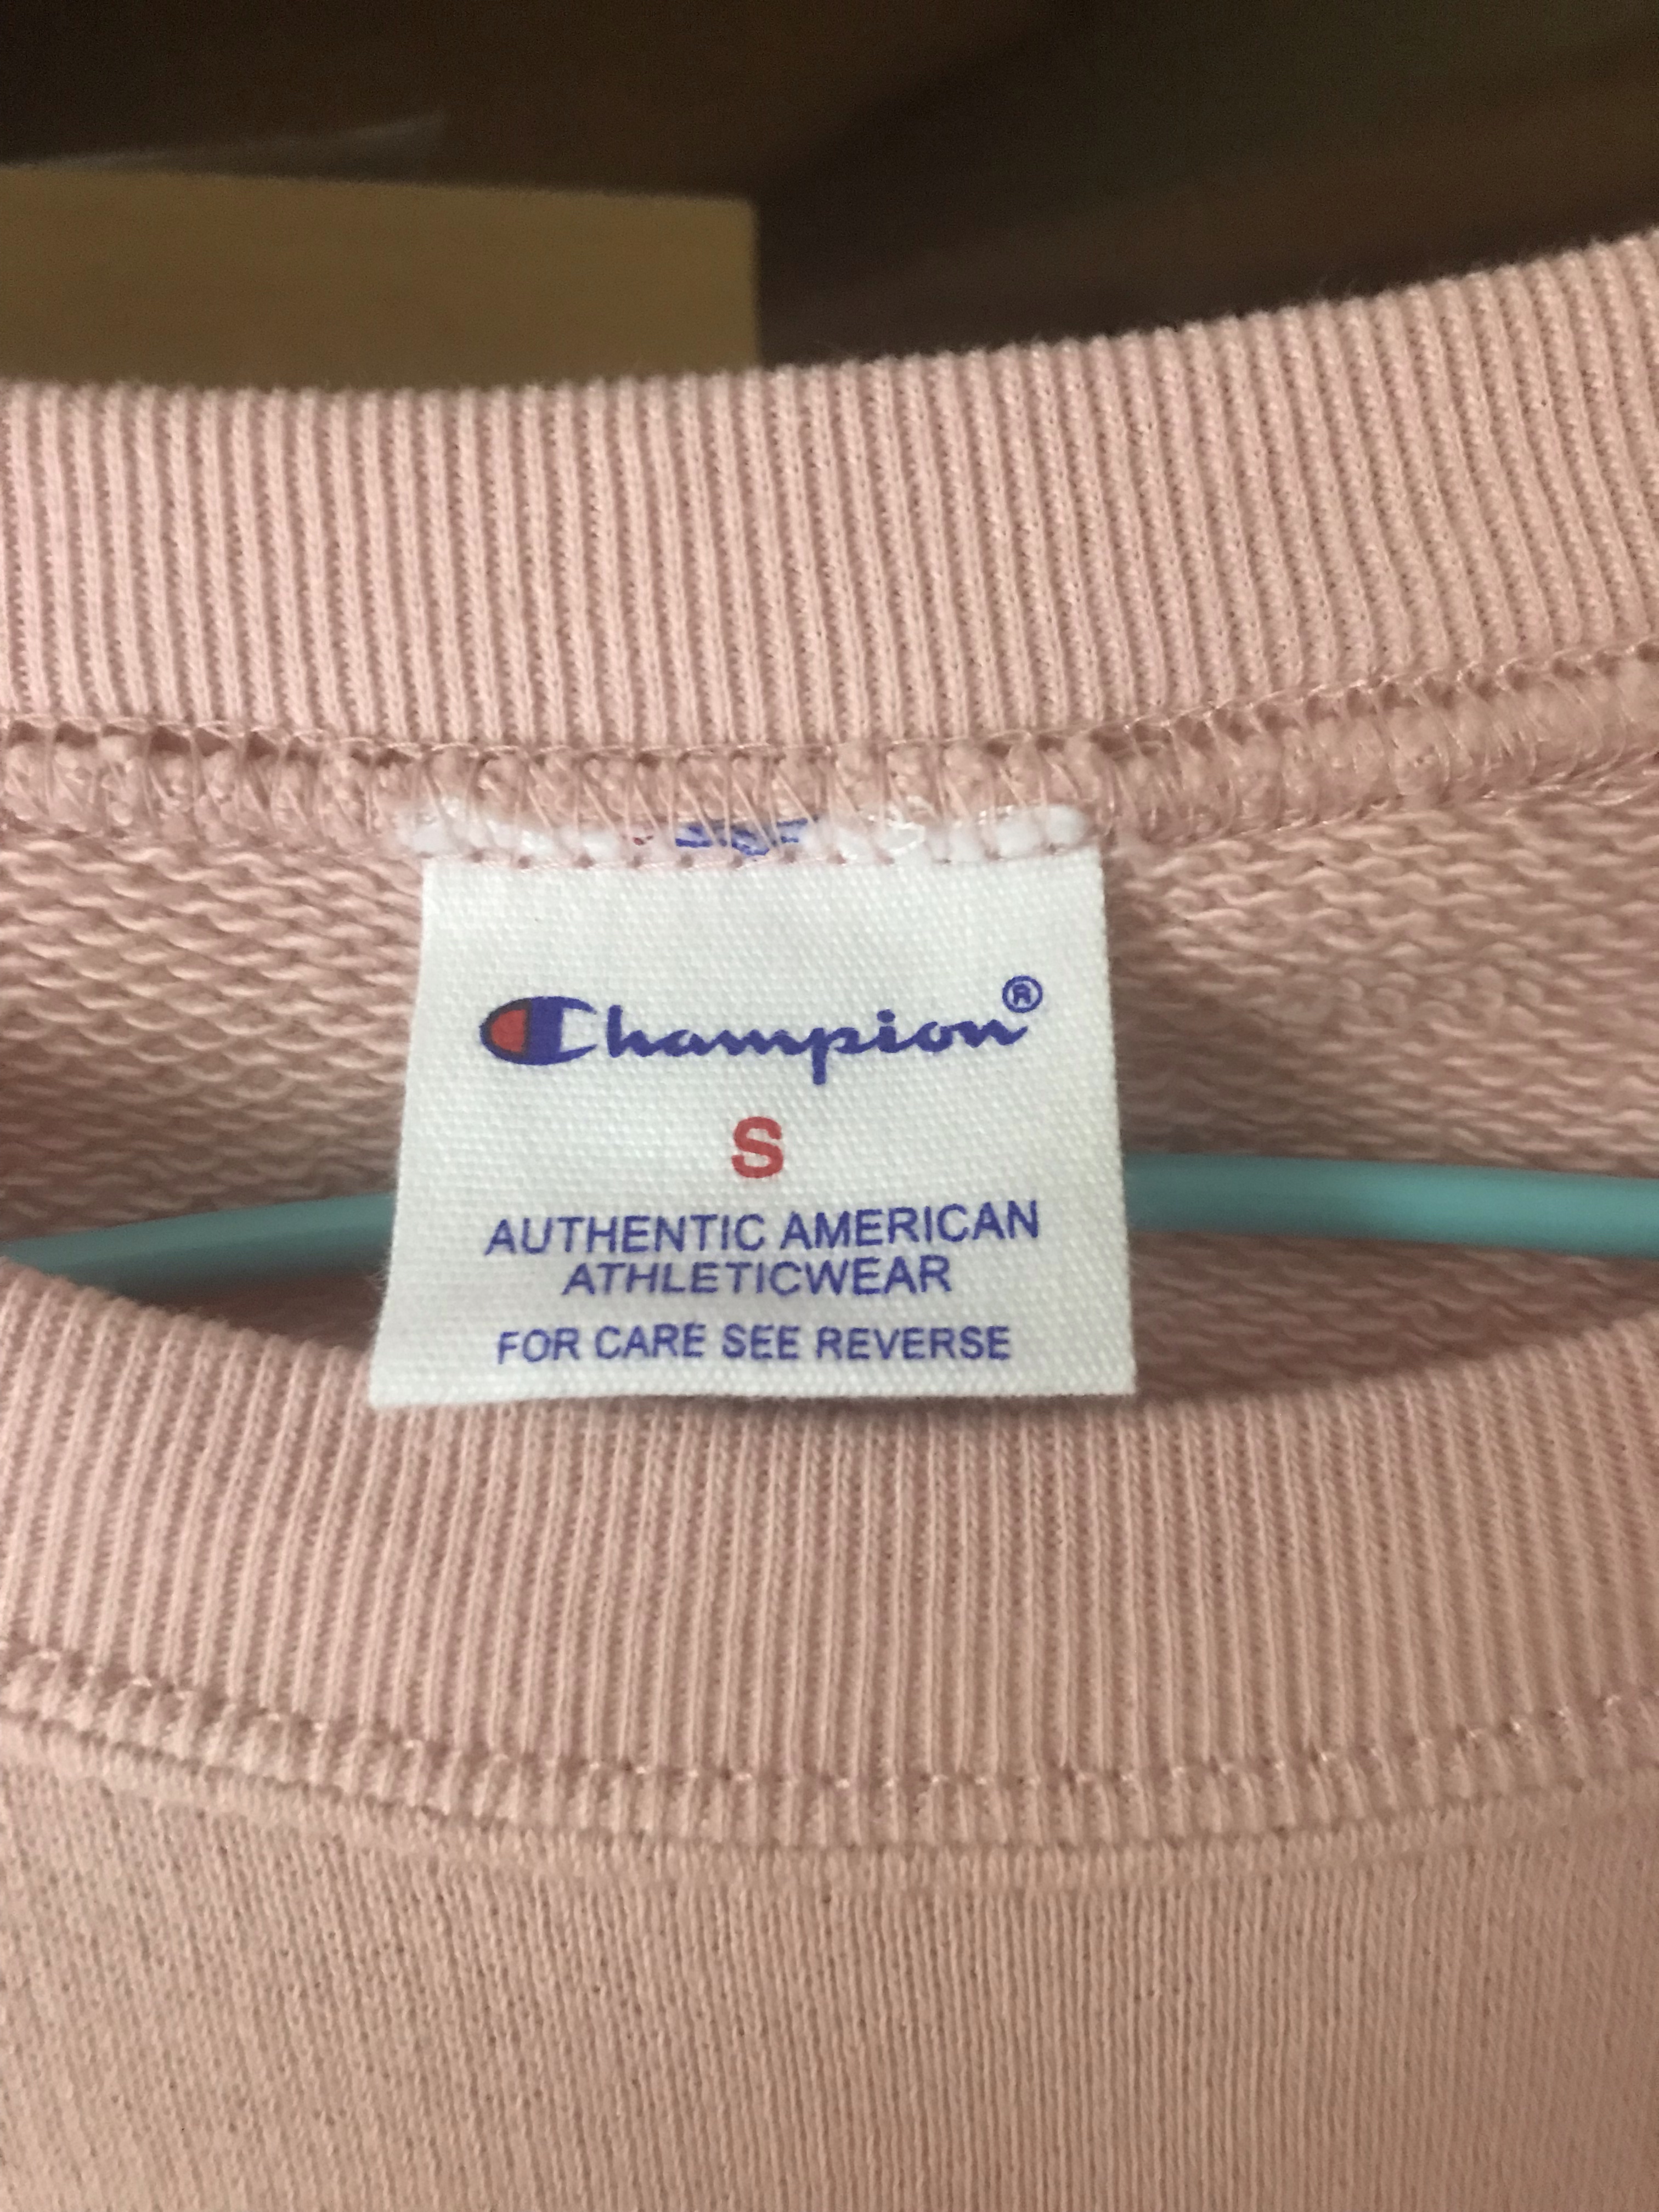 Champion®
S
AUTHENTIC AMERICAN
ATHLETICWEAR
FOR CARE SEE REVERSE